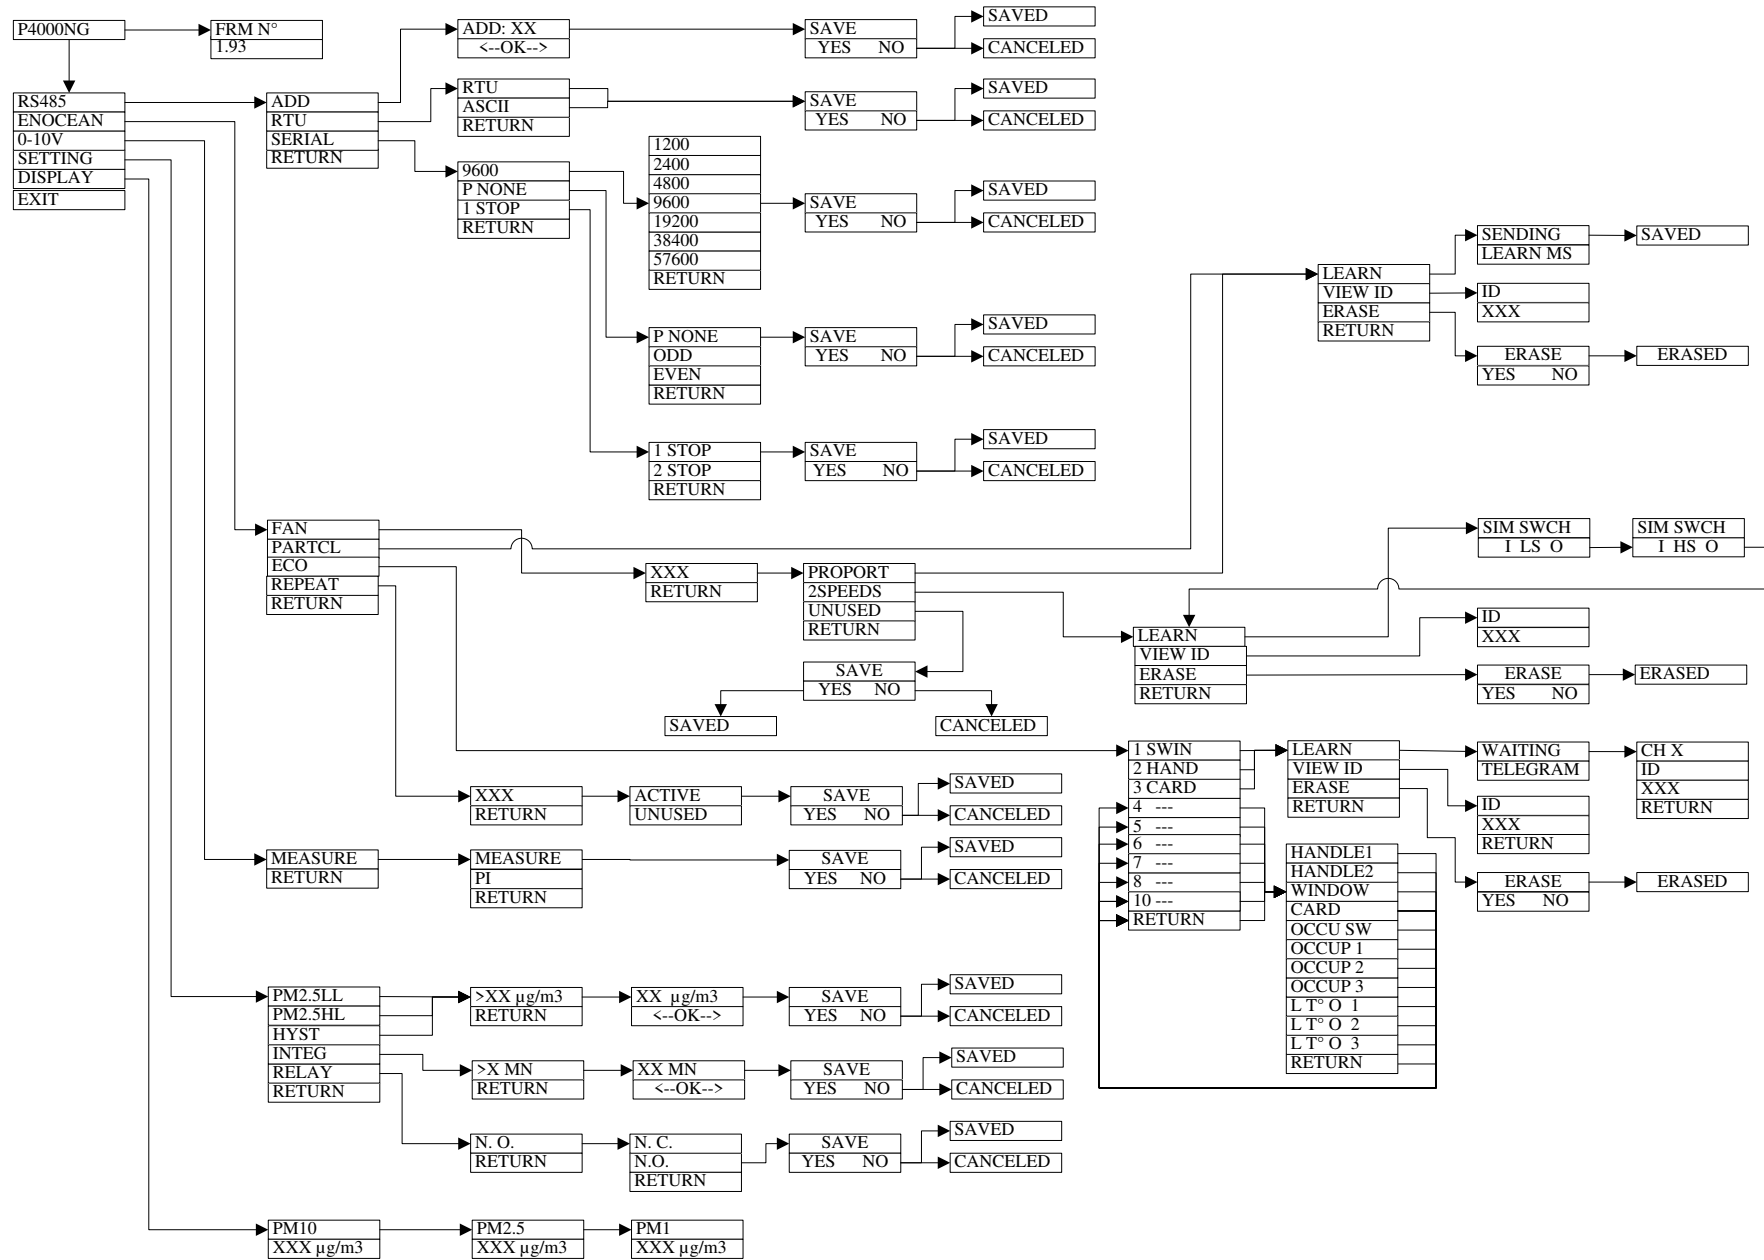 P4000NG
FRM N°
1.93
RS485
ENOCEAN
0-10V
SETTING
DISPLAY
EXIT
ADD
RTU
SERIAL
RETURN
ADD: XX
<--OK-->
SAVE
YES NO
SAVED
CANCELED
RTU
ASCII
RETURN
SAVE
YES NO
SAVED
CANCELED
9600
P NONE
1 STOP
RETURN
1200
2400
4800
9600
19200
38400
57600
RETURN
SAVE
YES NO
SAVED
CANCELED
P NONE
ODD
EVEN
RETURN
SAVE
YES NO
SAVED
CANCELED
1 STOP
2 STOP
RETURN
SAVE
YES NO
SAVED
CANCELED
FAN
PARTCL
ECO
REPEAT
RETURN
XXX
RETURN
PROPORT
2SPEEDS
UNUSED
RETURN
SAVE
YES NO
SAVED
CANCELED
LEARN
VIEW ID
ERASE
RETURN
SENDING
LEARN MS
SAVED
ID
XXX
ERASE
YES NO
ERASED
LEARN
VIEW ID
ERASE
RETURN
SIM SWCH
I LS O
SIM SWCH
I HS O
ID
XXX
ERASE
YES NO
ERASED
1 SWIN
2 HAND
3 CARD
4 ---
5 ---
6 ---
7 ---
8 ---
10 ---
RETURN
LEARN
VIEW ID
ERASE
RETURN
WAITING
TELEGRAM
CH X
ID
XXX
RETURN
ID
XXX
RETURN
ERASE
YES NO
ERASED
HANDLE1
HANDLE2
WINDOW
CARD
OCCU SW
OCCUP 1
OCCUP 2
OCCUP 3
L T° O 1
L T° O 2
L T° O 3
RETURN
XXX
RETURN
ACTIVE
UNUSED
SAVE
YES NO
SAVED
CANCELED
MEASURE
RETURN
MEASURE
PI
RETURN
SAVE
YES NO
SAVED
CANCELED
PM2.5LL
PM2.5HL
HYST
INTEG
RELAY
RETURN
>XX µg/m3
RETURN
XX µg/m3
<--OK-->
SAVE
YES NO
SAVED
CANCELED
>X MN
RETURN
XX MN
<--OK-->
SAVE
YES NO
SAVED
CANCELED
N. O.
RETURN
N. C.
N.O.
RETURN
SAVE
YES NO
SAVED
CANCELED
PM10
XXX µg/m3
PM2.5
XXX µg/m3
PM1
XXX µg/m3